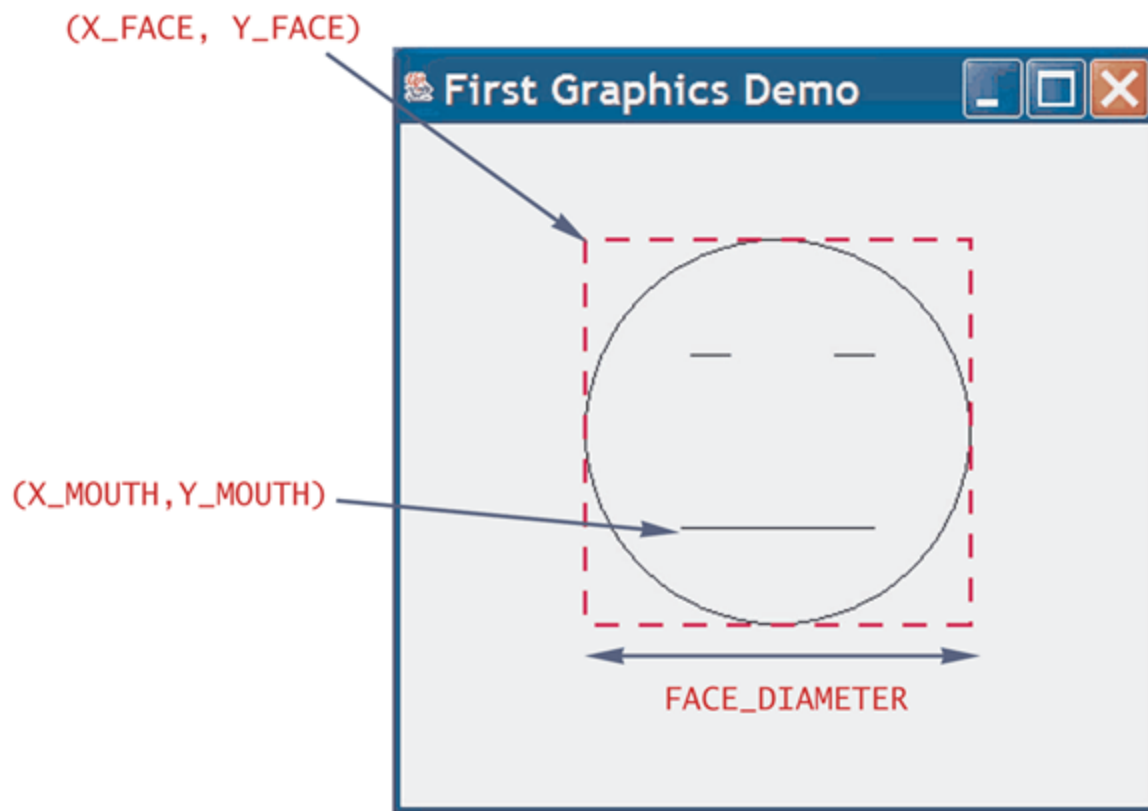 (X_FACE, Y_FACE)
First Graphics Demo
(X_MOUTH,Y_MOUTH)
FACE_DIAMETER